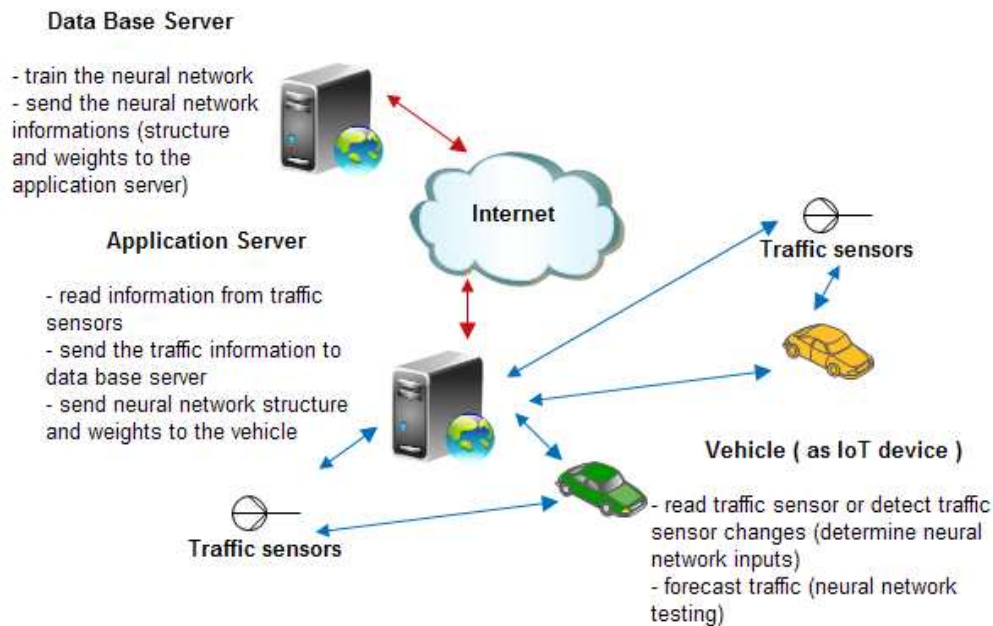 Data Base Server
- train the neural network
- send the neural network
informations (structure
and weights to the
application server)
Internet
Application Server
- read information from traffic
sensors
- send the traffic information to
data base server
- send neural network structure
and weights to the vehicle
Traffic sensors
Traffic sensors
Vehicle ( as IoT device )
- read traffic sensor or detect traffic
sensor changes (determine neural
network inputs)
- forecast traffic (neural network
testing)